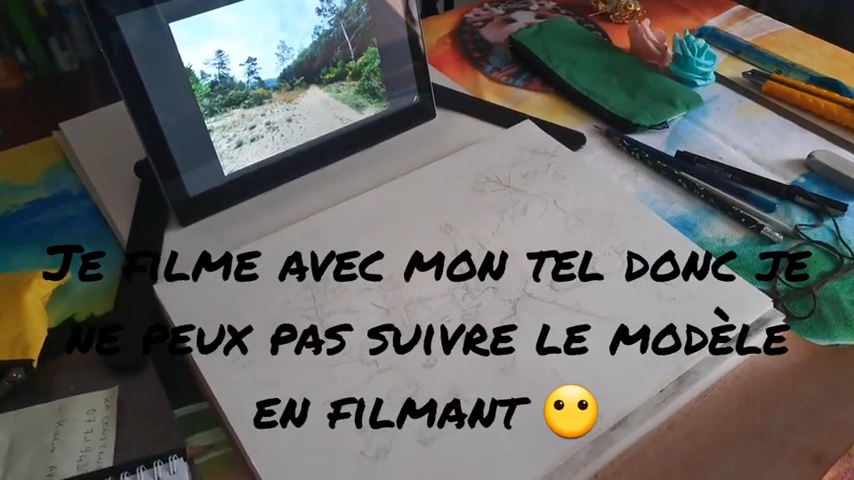 Je filme avec mon tel donc je
ne peux pas suivre le modèle
en filmant 😶